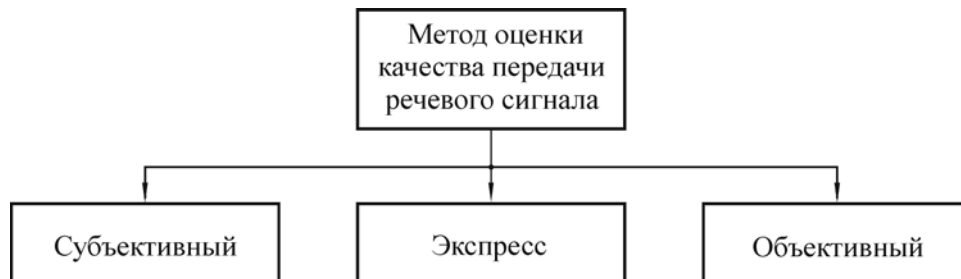 Метод оценки
качества передачи
речевого сигнала
Субъективный
Экспресс
Объективный